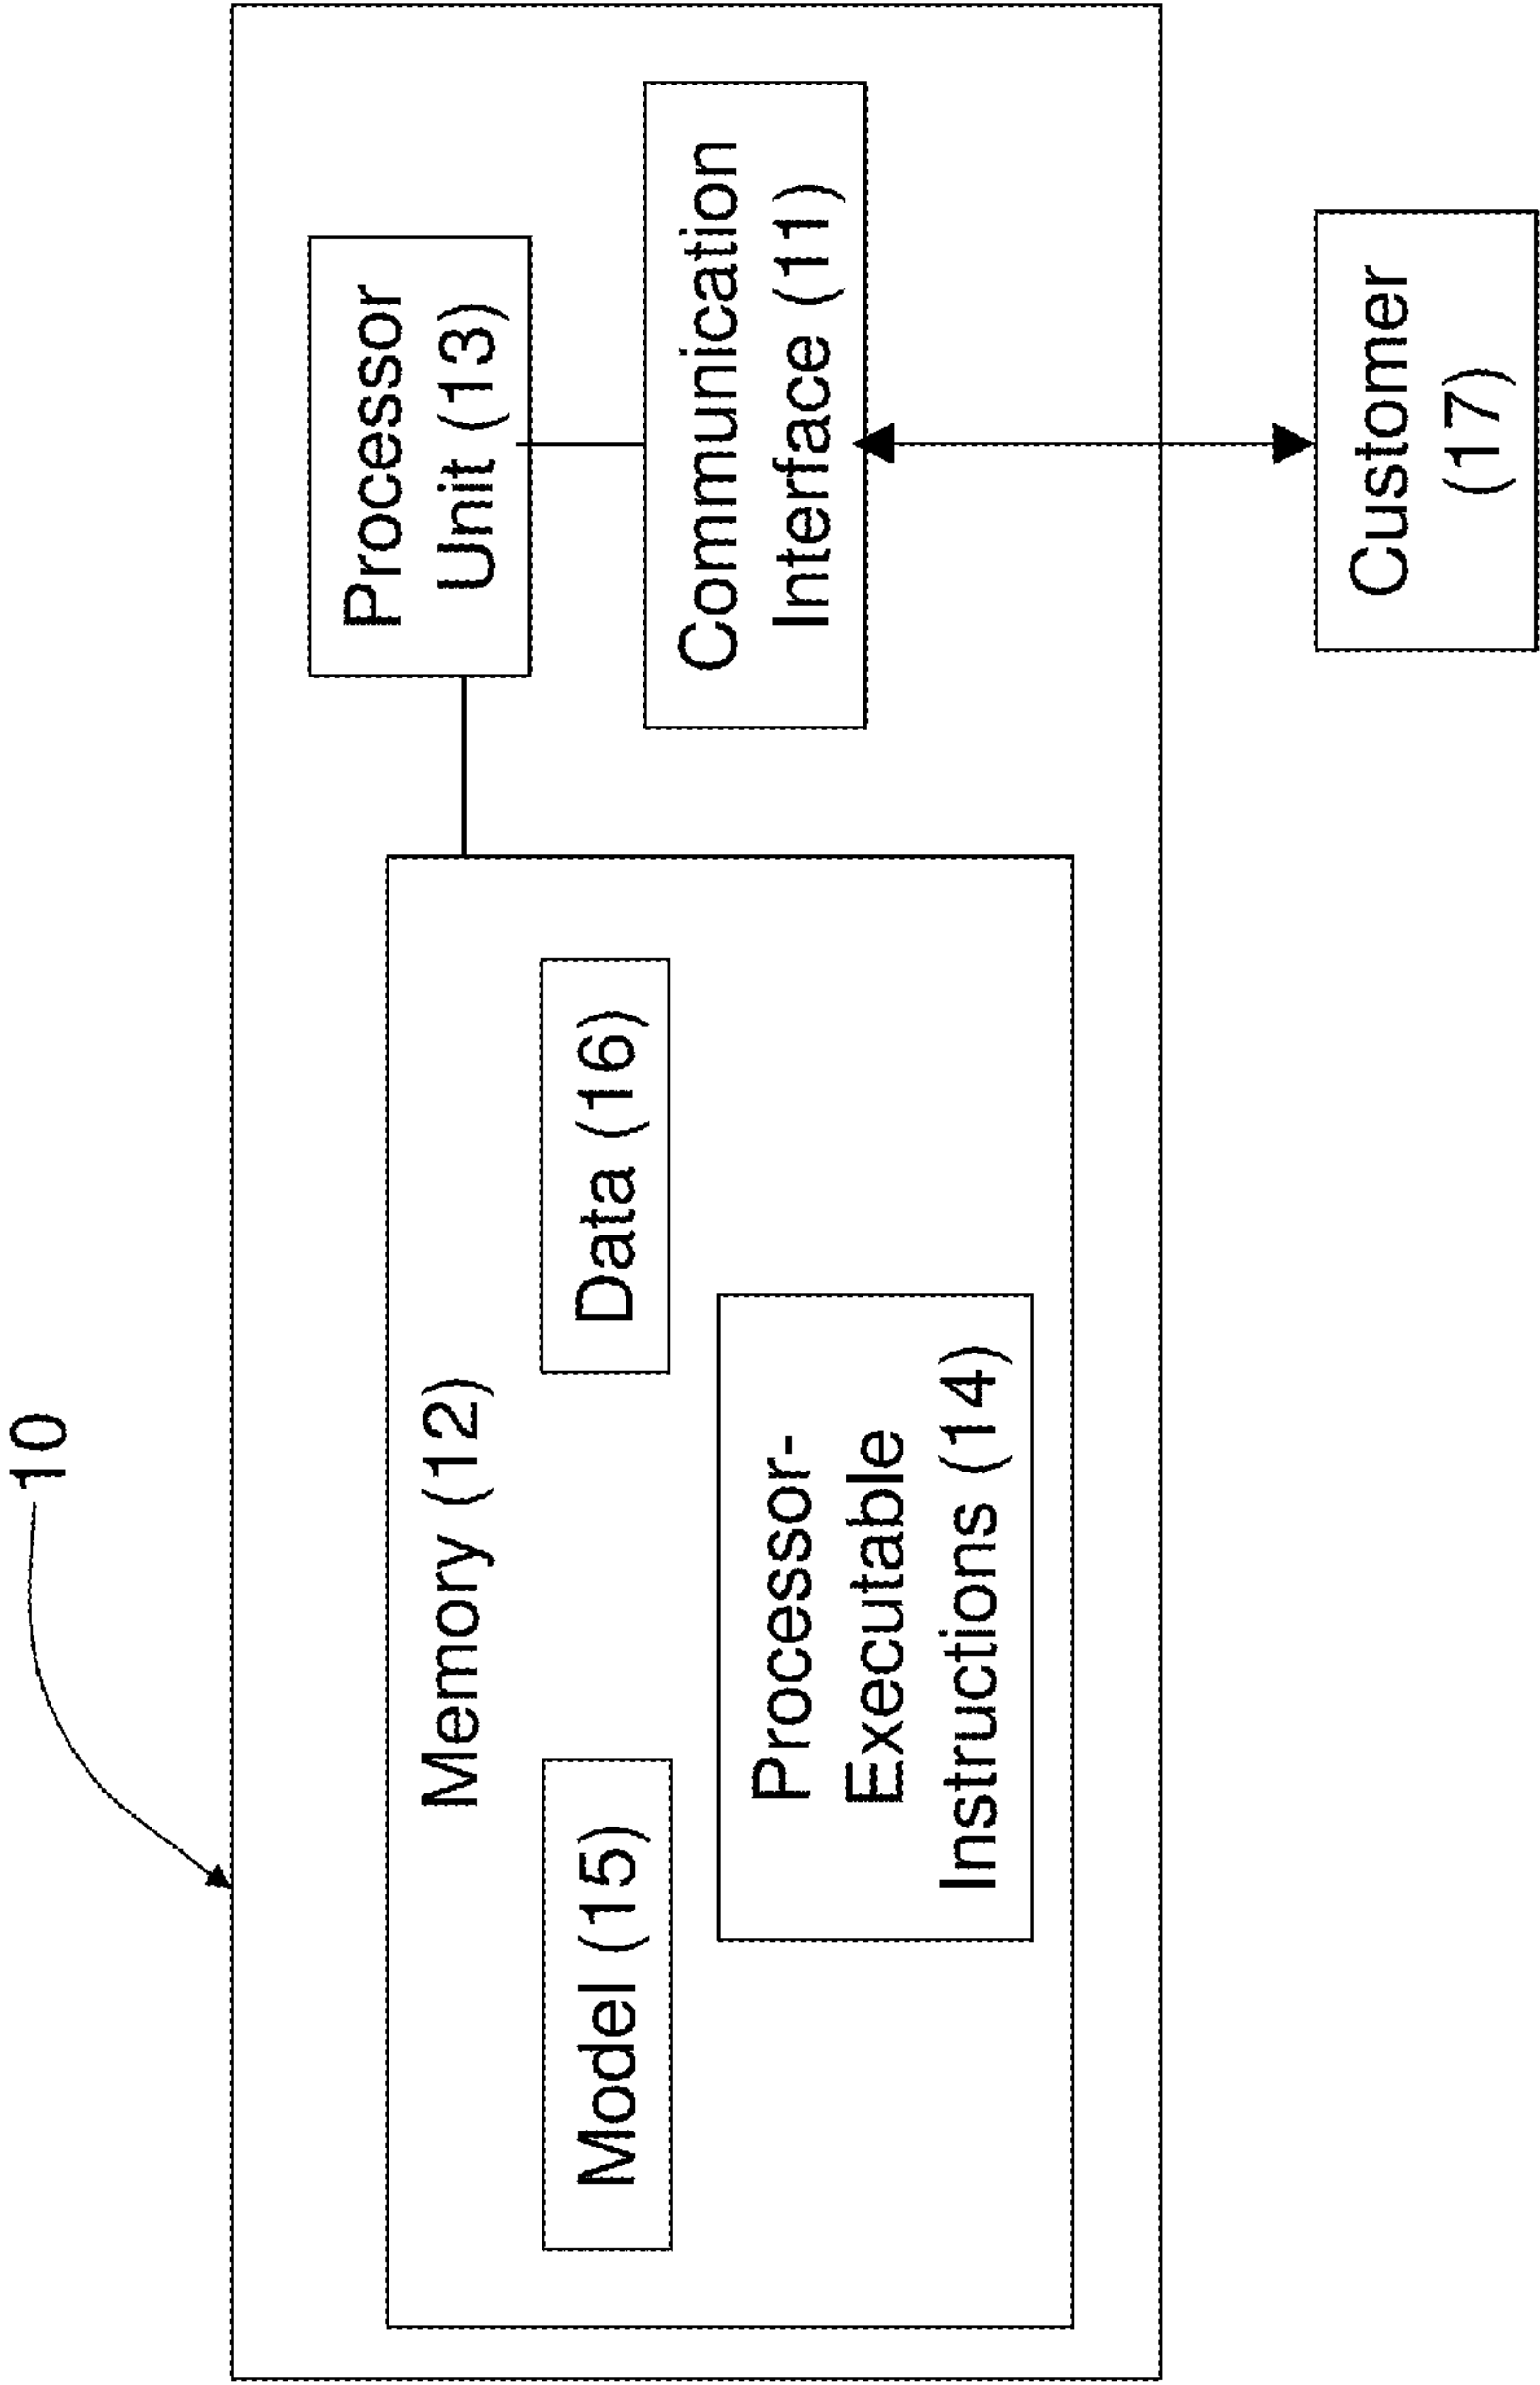 10
Memory (12)
Model (15)
Data (16)
Processor-
Executable
Instructions (14)
Processor
Unit (13)
Communication
Interface (11)
Customer
(17)